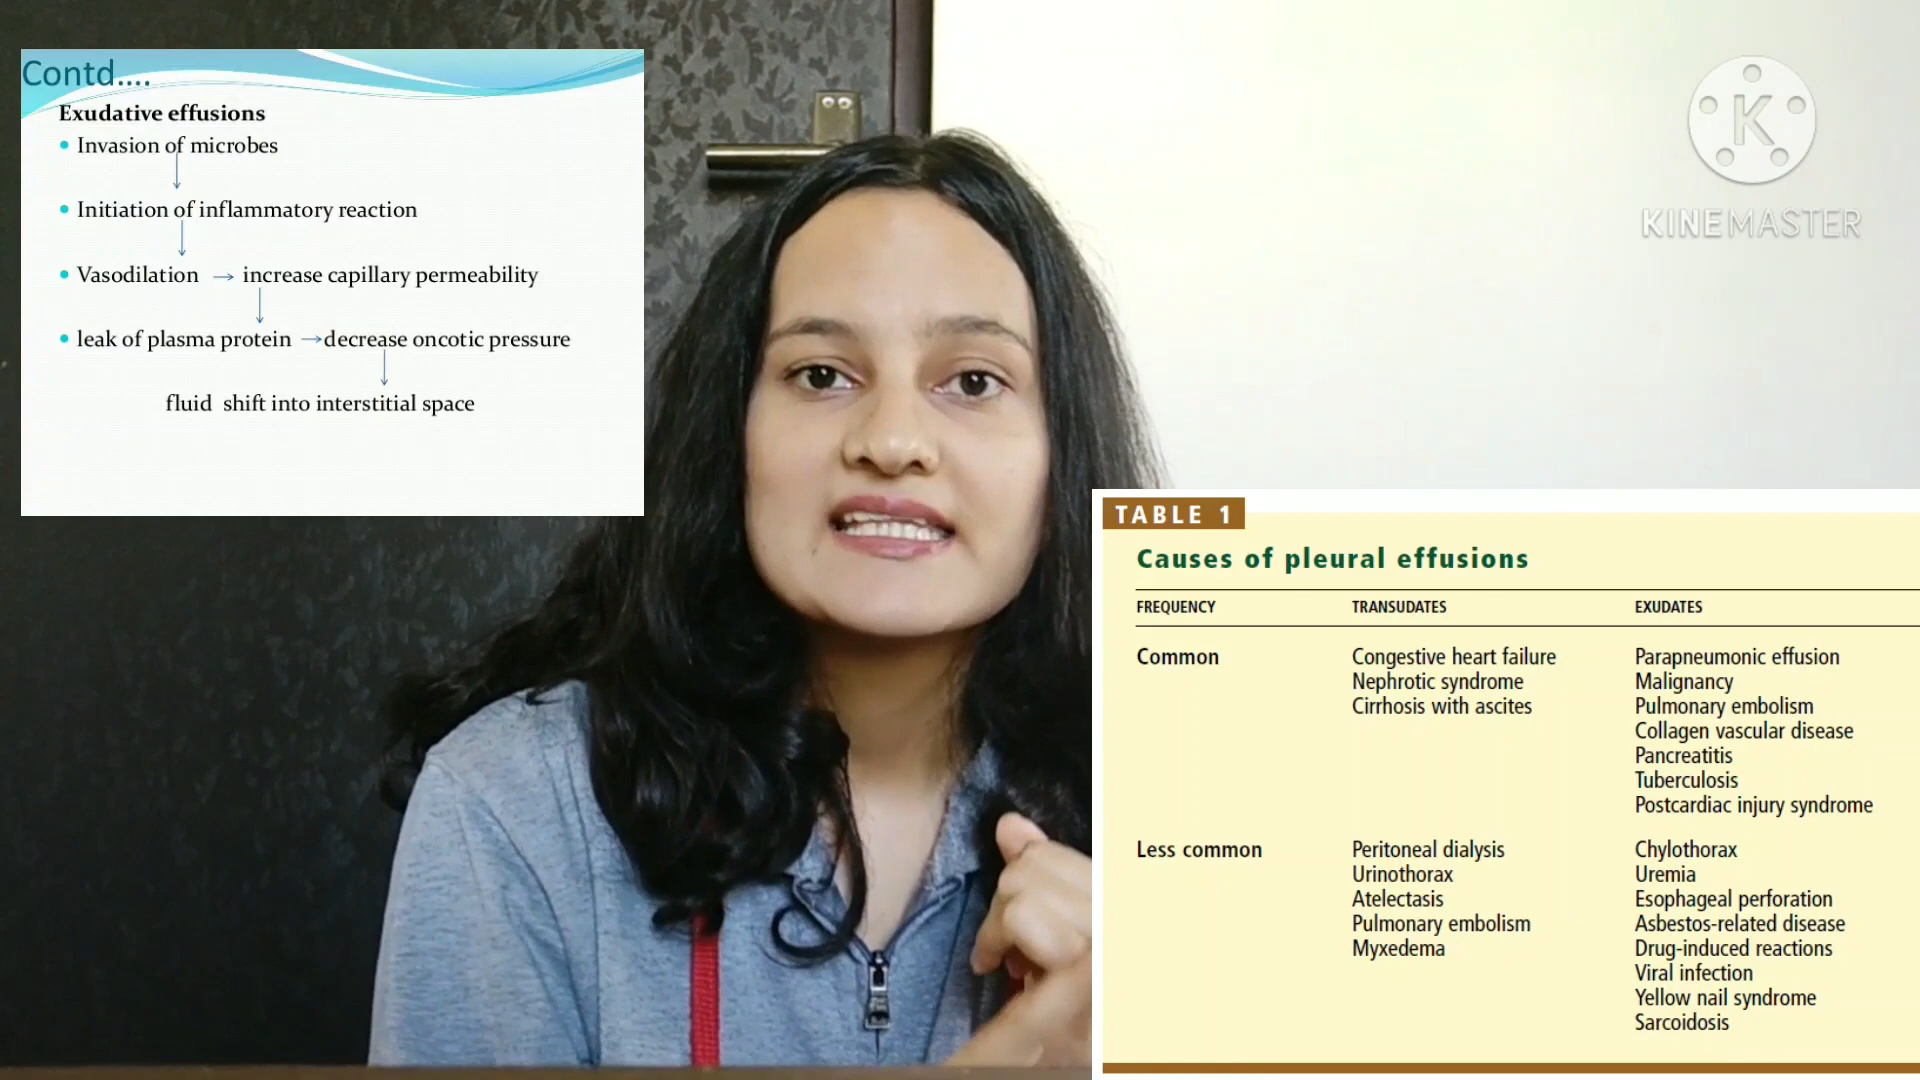 Contd....
Exudative effusions
• Invasion of microbes
• Initiation of inflammatory reaction
• Vasodilation → increase capillary permeability
• leak of plasma protein →decrease oncotic pressure
fluid shift into interstitial space
K
KINEMASTER
TABLE 1
Causes of pleural effusions
FREQUENCY TRANSUDATES EXUDATES
Common Congestive heart failure Parapneumonic effusion
Nephrotic syndrome Malignancy
Cirrhosis with ascites Pulmonary embolism
Collagen vascular disease
Pancreatitis
Tuberculosis
Postcardiac injury syndrome
Less common Peritoneal dialysis Chylothorax
Urinothorax Uremia
Atelectasis Esophageal perforation
Pulmonary embolism Asbestos-related disease
Myxedema Drug-induced reactions
Viral infection
Yellow nail syndrome
Sarcoidosis